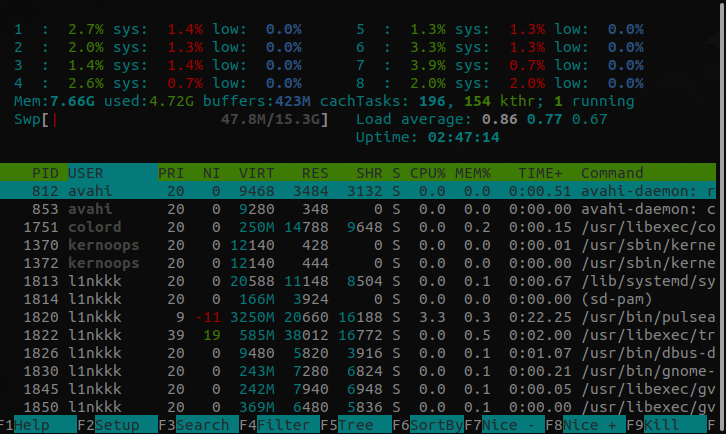 1  :  2.7% sys:  1.4% low:  0.0%   5  :  1.3% sys:  1.3% low:  0.0%
2  :  2.0% sys:  1.3% low:  0.0%   6  :  3.3% sys:  1.3% low:  0.0%
3  :  1.4% sys:  1.4% low:  0.0%   7  :  3.9% sys:  0.7% low:  0.0%
4  :  2.6% sys:  0.7% low:  0.0%   8  :  2.0% sys:  2.0% low:  0.0%
Mem:7.66G used:4.72G buffers:423M cachTasks: 196, 154 kthr; 1 running
Swp[| 47.8M/15.3G]   Load average: 0.86 0.77 0.67
Uptime: 02:47:14
PID USER PRI NI VIRT RES SHR S CPU% MEM% TIME+ Command
812 avahi 20 0 9468 3484 3132 S 0.0 0.0 0:00.51 avahi-daemon: r
853 avahi 20 0 9280 348 0 S 0.0 0.0 0:00.00 avahi-daemon: c
1751 colord 20 0 250M 14788 9648 S 0.0 0.2 0:00.15 /usr/libexec/co
1370 kernoops 20 0 12140 428 0 S 0.0 0.0 0:00.01 /usr/sbin/kerne
1372 kernoops 20 0 12140 444 0 S 0.0 0.0 0:00.00 /usr/sbin/kerne
1813 l1nkkk 20 0 20588 11148 8504 S 0.0 0.1 0:00.67 /lib/systemd/sy
1814 l1nkkk 20 0 166M 3924 0 S 0.0 0.0 0:00.00 (sd-pam)
1820 l1nkkk 9 -11 3250M 20660 16188 S 3.3 0.3 0:22.25 /usr/bin/pulsea
1822 l1nkkk 39 19 585M 38012 16772 S 0.0 0.5 0:02.00 /usr/libexec/tr
1826 l1nkkk 20 0 9480 5820 3916 S 0.0 0.1 0:01.07 /usr/bin/dbus-d
1830 l1nkkk 20 0 243M 7280 6824 S 0.0 0.1 0:00.21 /usr/bin/gnome-
1845 l1nkkk 20 0 242M 7940 6948 S 0.0 0.1 0:00.05 /usr/libexec/gv
1850 l1nkkk 20 0 369M 6480 5836 S 0.0 0.1 0:00.00 /usr/libexec/gv
F1Help F2Setup F3Search F4Filter F5Tree F6SortBy F7Nice - F8Nice + F9Kill F